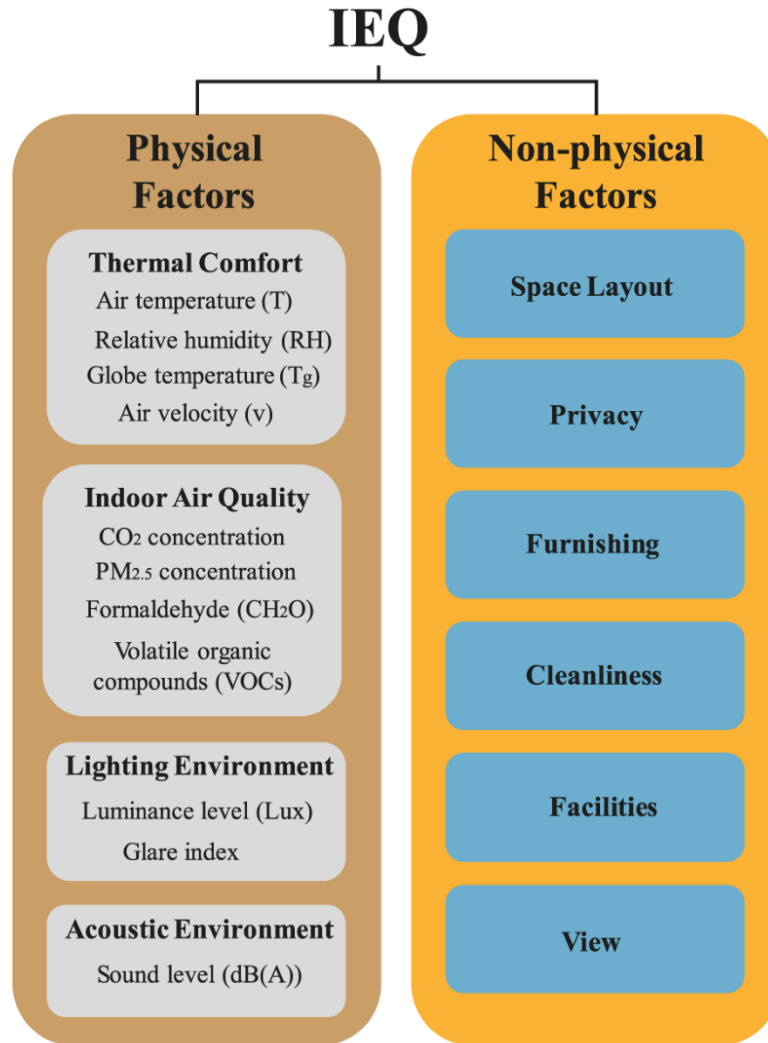 IEQ
Physical
Factors
Thermal Comfort
Air temperature (T)
Relative humidity (RH)
Globe temperature (Tg)
Air velocity (v)
Indoor Air Quality
CO2 concentration
PM2.5 concentration
Formaldehyde (CH2O)
Volatile organic
compounds (VOCs)
Lighting Environment
Luminance level (Lux)
Glare index
Acoustic Environment
Sound level (dB(A))
Non-physical
Factors
Space Layout
Privacy
Furnishing
Cleanliness
Facilities
View